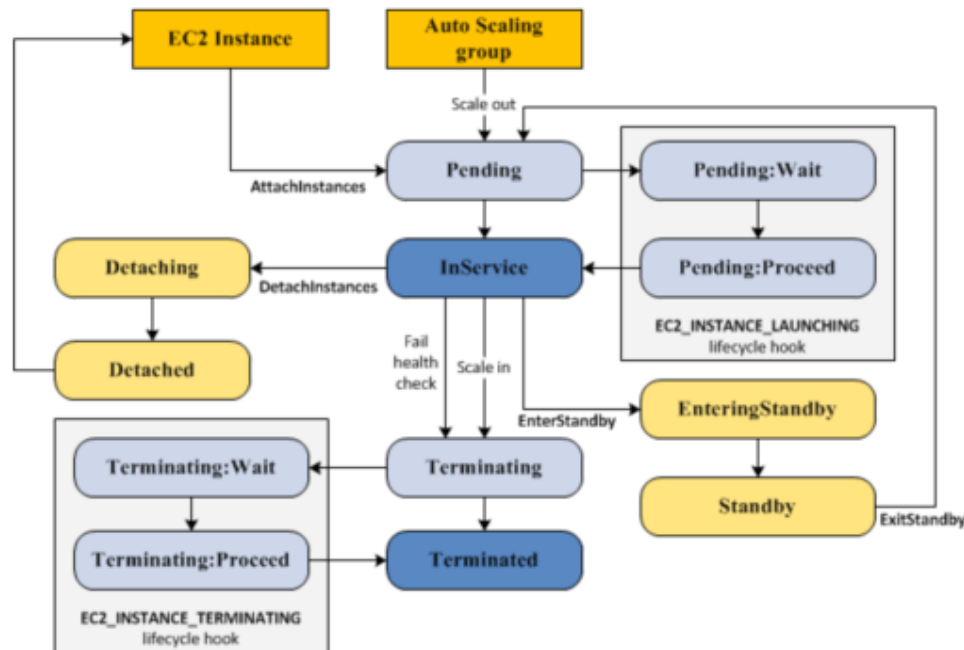 EC2 Instance
Auto Scaling
group
Scale out
Pending
Pending:Wait
AttachInstances
Detaching
InService
Pending:Proceed
DetachInstances
EC2_INSTANCE_LAUNCHING
lifecycle hook
Detached
Fail
health
check
Scale in
EnteringStandby
EnterStandby
Terminating:Wait
Terminating
Standby
ExitStandby
Terminating:Proceed
Terminated
EC2_INSTANCE_TERMINATING
lifecycle hook